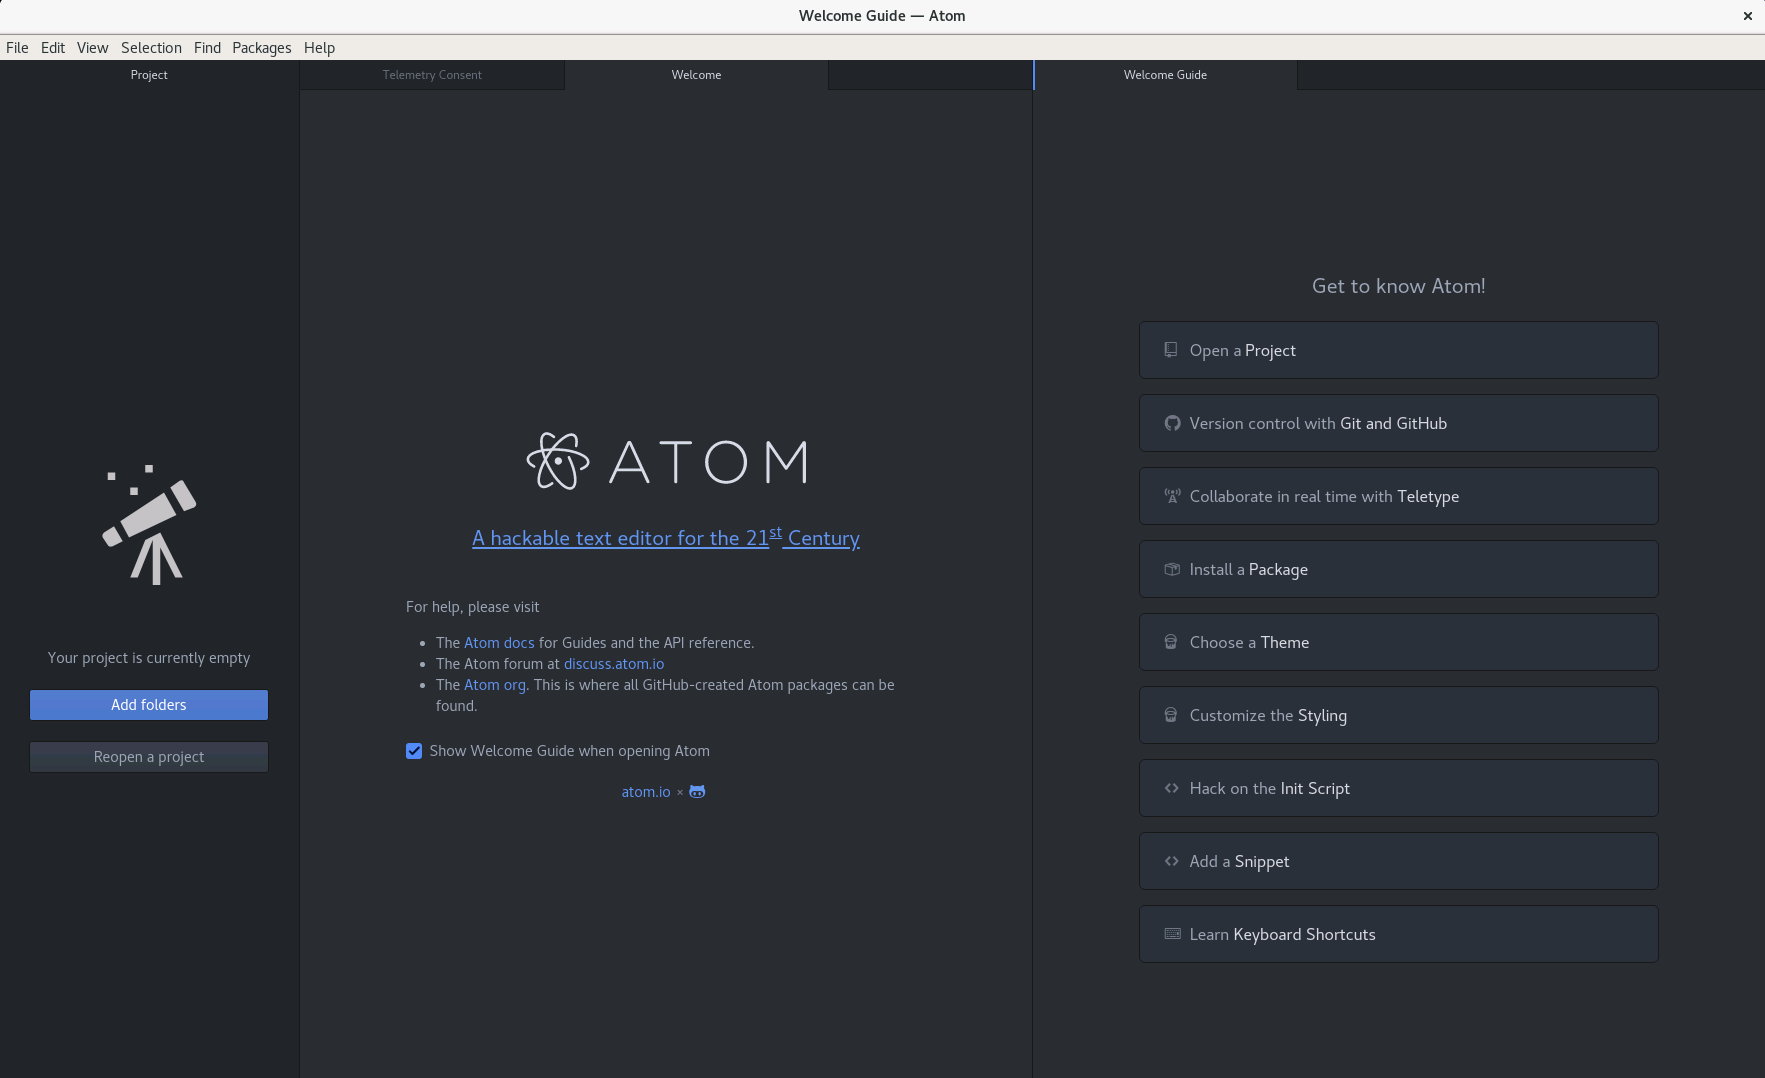 Welcome Guide — Atom
File Edit View Selection Find Packages Help
Project
Telemetry Consent
Welcome
Welcome Guide
Your project is currently empty
Add folders
Reopen a project
ATOM
A hackable text editor for the 21st Century
For help, please visit
The Atom docs for Guides and the API reference.
The Atom forum at discuss.atom.io
The Atom org. This is where all GitHub-created Atom packages can be
found.
Show Welcome Guide when opening Atom
atom.io ×
Get to know Atom!
Open a Project
Version control with Git and GitHub
Collaborate in real time with Teletype
Install a Package
Choose a Theme
Customize the Styling
Hack on the Init Script
Add a Snippet
Learn Keyboard Shortcuts